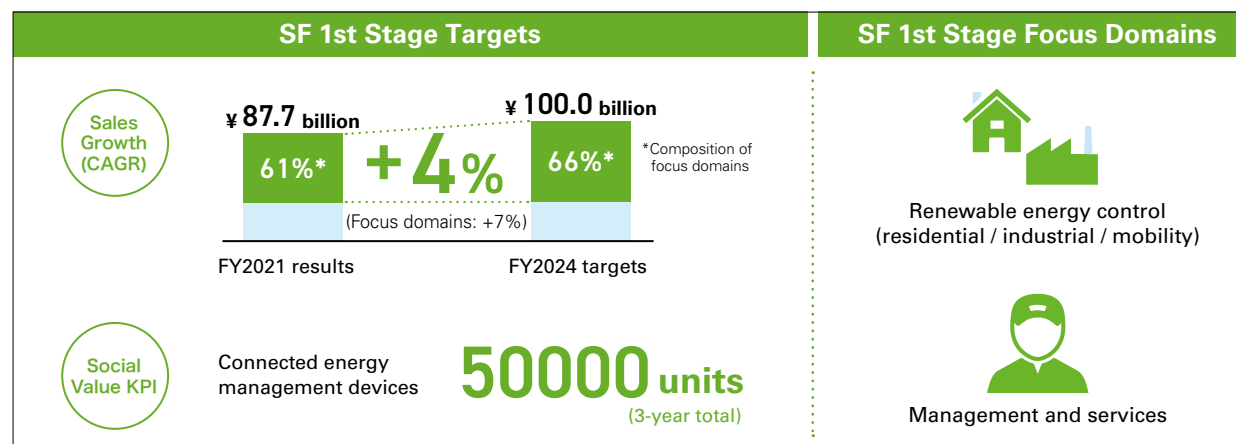 SF 1st Stage Targets
Sales
Growth
(CAGR)
¥ 87.7 billion
61%*
+4%
(Focus domains: +7%)
¥ 100.0 billion
66%*
*Composition of
focus domains
FY2021 results
FY2024 targets
Social
Value KPI
Connected energy
management devices
50000 units
(3-year total)
SF 1st Stage Focus Domains
Renewable energy control
(residential / industrial / mobility)
Management and services